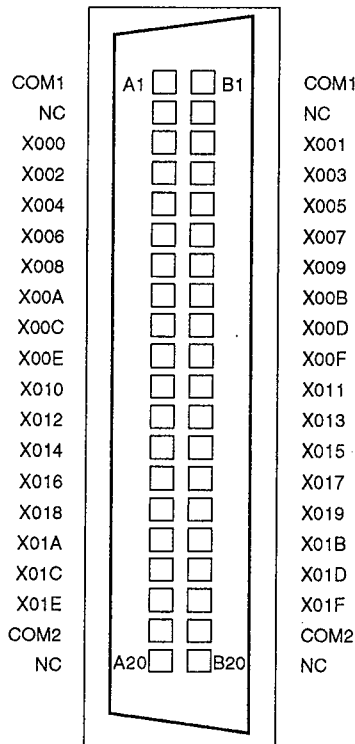 COM1 A1 B1 COM1
NC NC
X000 X001
X002 X003
X004 X005
X006 X007
X008 X009
X00A X00B
X00C X00D
X00E X00F
X010 X011
X012 X013
X014 X015
X016 X017
X018 X019
X01A X01B
X01C X01D
X01E X01F
COM2 COM2
NC A20 B20 NC